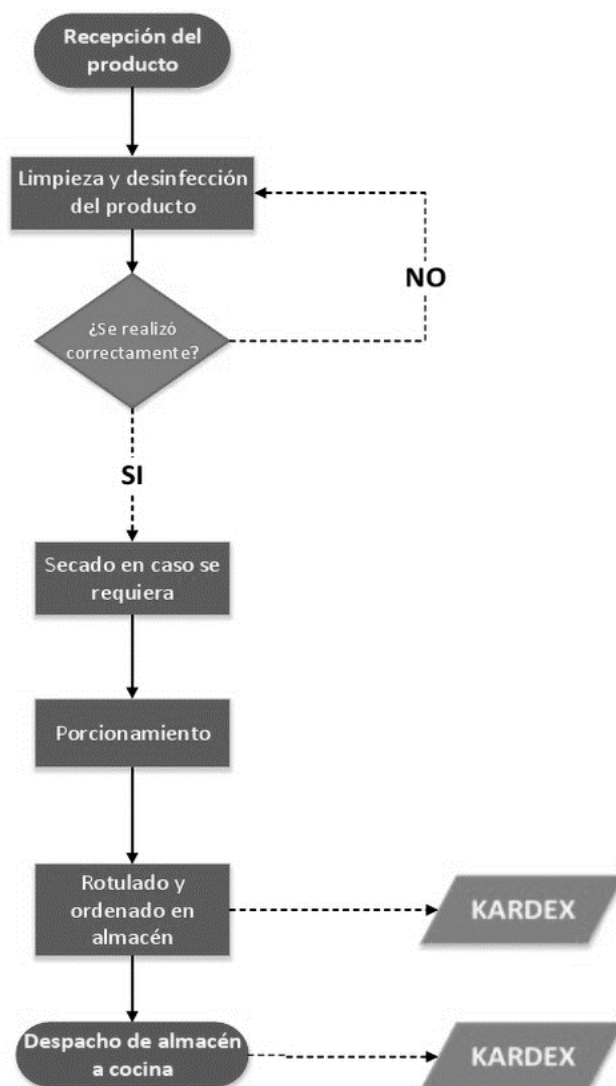 Recepción del
producto
Limpieza y desinfección
del producto
NO
¿Se realizó
correctamente?
SI
Secado en caso se
requiera
Porcionamiento
Rotulado y
ordenado en
almacén
KARDEX
Despacho de almacén
a cocina
KARDEX